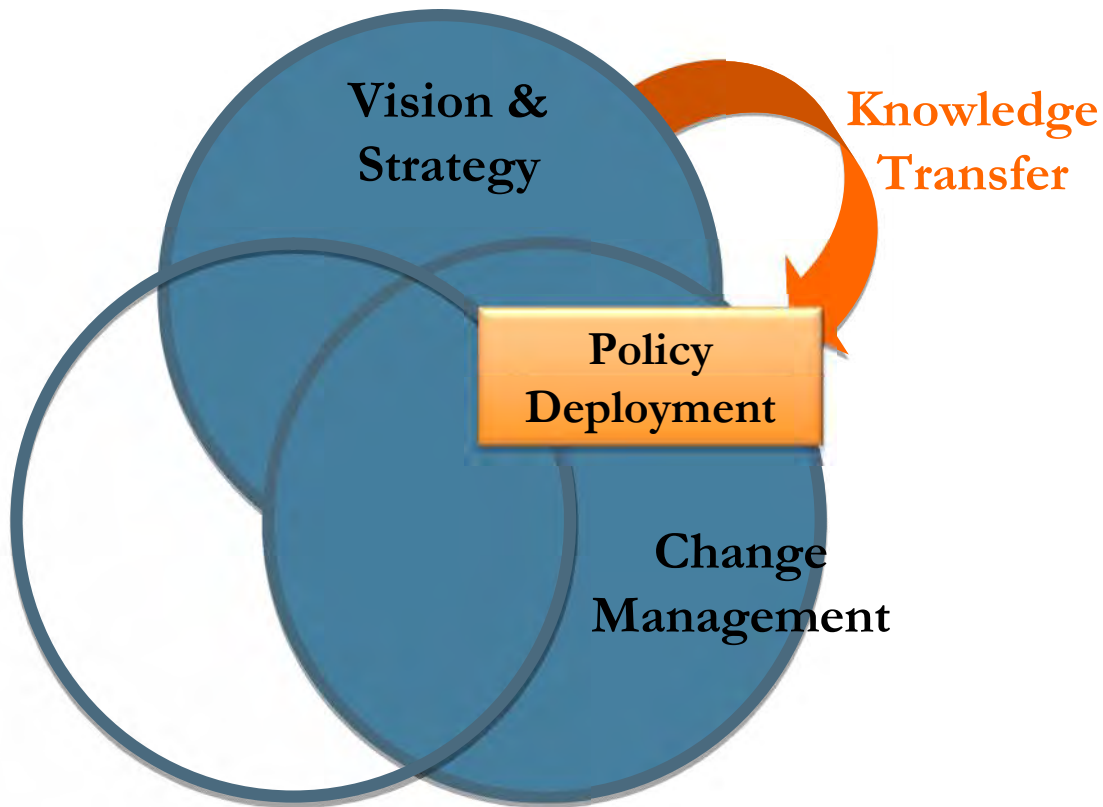 Vision &
Strategy
Knowledge
Transfer
Policy
Deployment
Change
Management